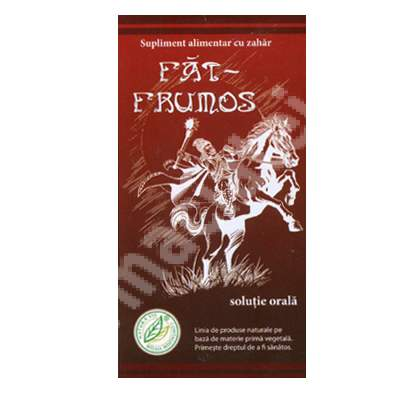 Supliment alimentar cu zahăr
FĂT-
FRUMOS
soluție orală
Linia de produse naturale pe
bază de materie primă vegetală.
Primește dreptul de a fi sănătos.